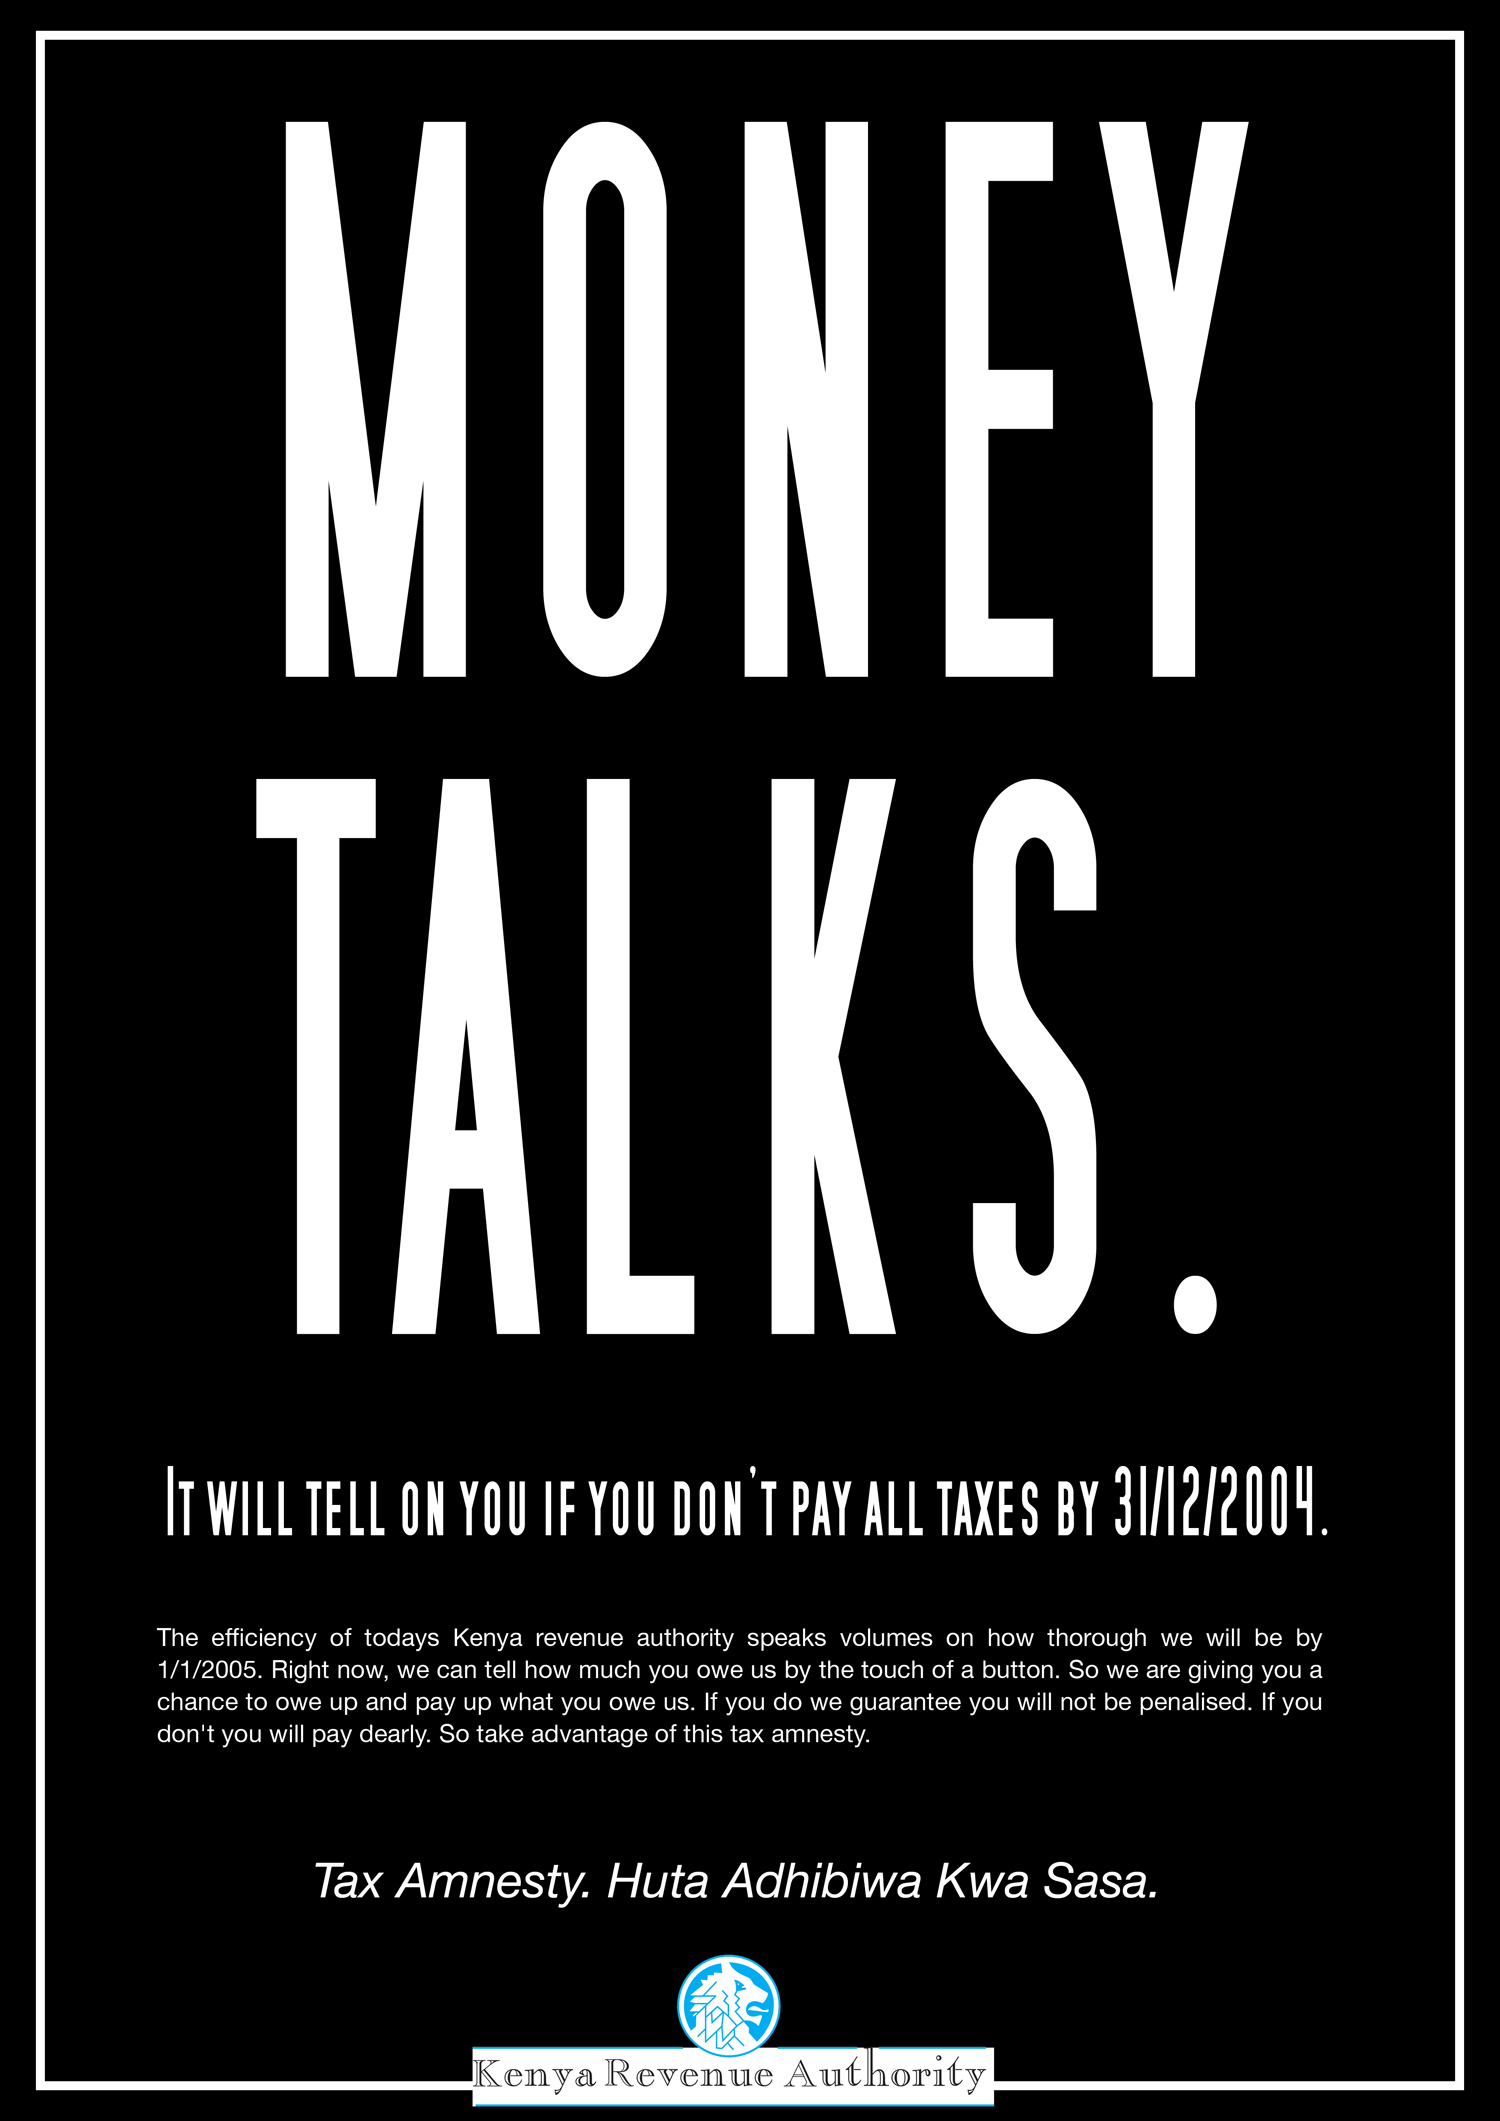 MONEY
TALKS.
IT WILL TELL ON YOU IF YOU DON'T PAY ALL TAXES BY 31/12/2004.
The efficiency of todays Kenya revenue authority speaks volumes on how thorough we will be by
1/1/2005. Right now, we can tell how much you owe us by the touch of a button. So we are giving you a
chance to owe up and pay up what you owe us. If you do we guarantee you will not be penalised. If you
don't you will pay dearly. So take advantage of this tax amnesty.
Tax Amnesty. Huta Adhibiwa Kwa Sasa.
Kenya Revenue Authority